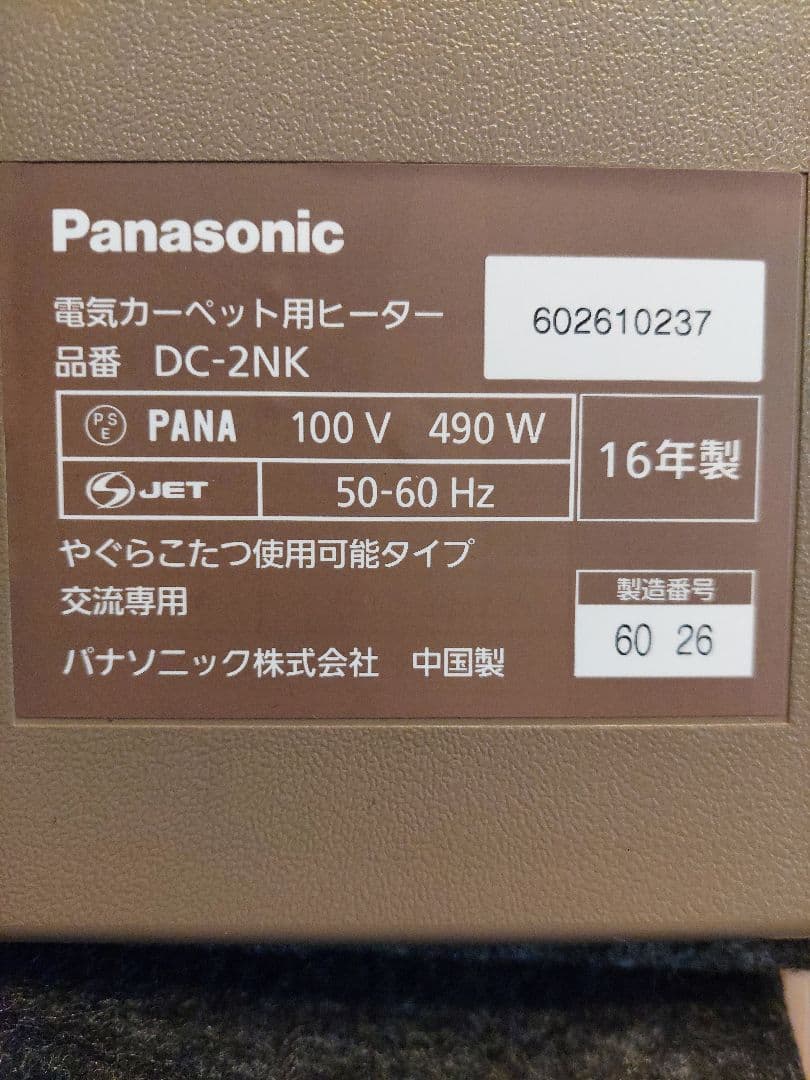 Panasonic
電気カーペット用ヒーター
602610237
品番 DC-2NK
PSE PANA 100 V 490 W
16年製
JET 50-60 Hz
やぐらこたつ使用可能タイプ
交流専用
製造番号
60 26
パナソニック株式会社 中国製